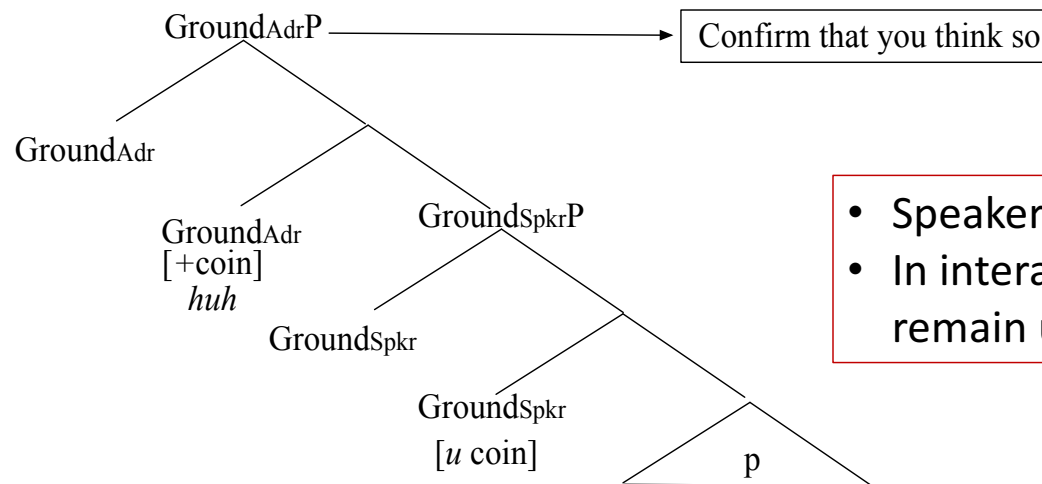 GroundAdrP
Confirm that you think so
GroundAdr
GroundAdr
[+coin]
huh
GroundSpkrP
GroundSpkr
GroundSpkr
[u coin]
p
• Speaker
• In intera
remain